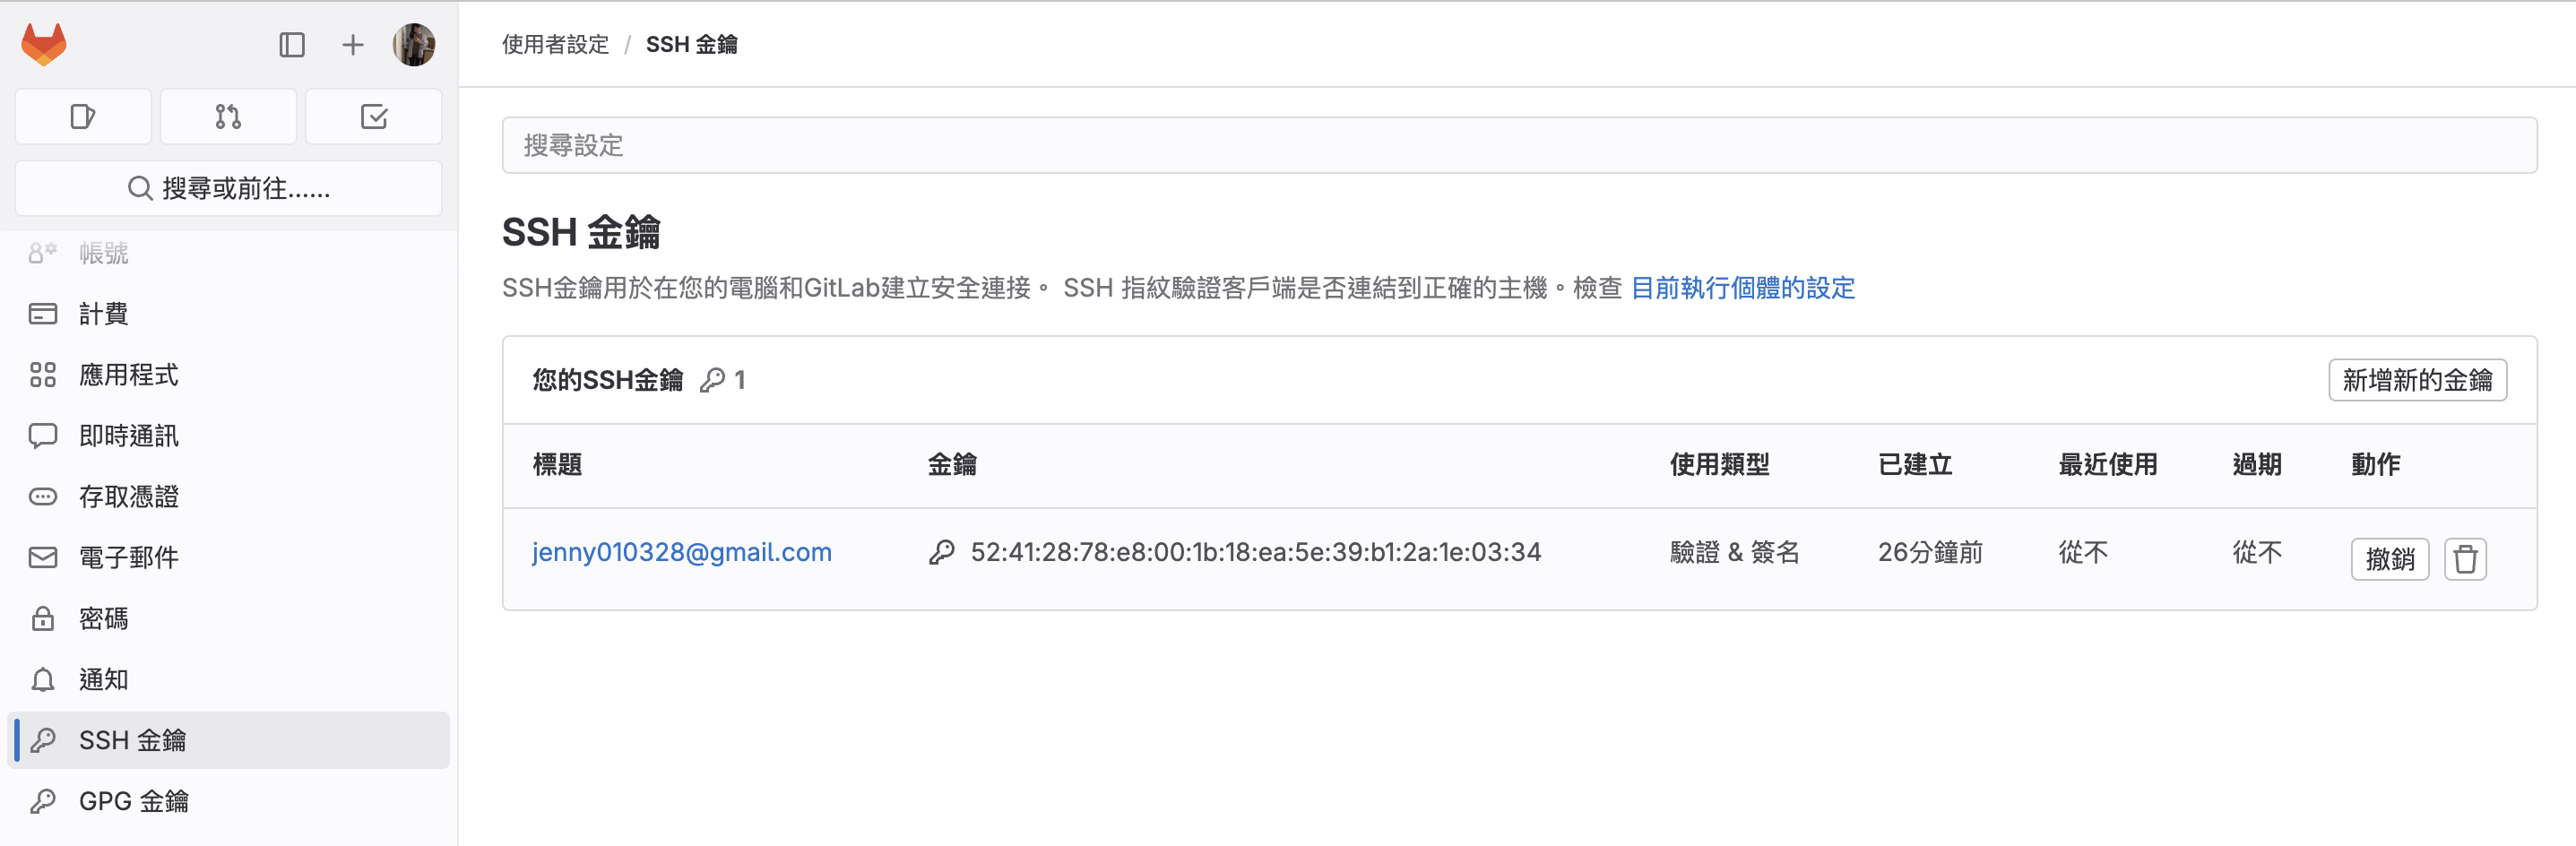 使用者設定 / SSH 金鑰
搜尋或前往......
帳號
計費
應用程式
即時通訊
存取憑證
電子郵件
密碼
通知
SSH 金鑰
GPG 金鑰
搜尋設定
SSH 金鑰
SSH金鑰用於在您的電腦和GitLab建立安全連接。 SSH 指紋驗證客戶端是否連結到正確的主機。檢查 目前執行個體的設定
您的SSH金鑰 1
新增新的金鑰
標題 金鑰 使用類型 已建立 最近使用 過期 動作
jenny010328@gmail.com 52:41:28:78:e8:00:1b:18:ea:5e:39:b1:2a:1e:03:34 驗證 & 簽名 26分鐘前 從不 從不 撤銷